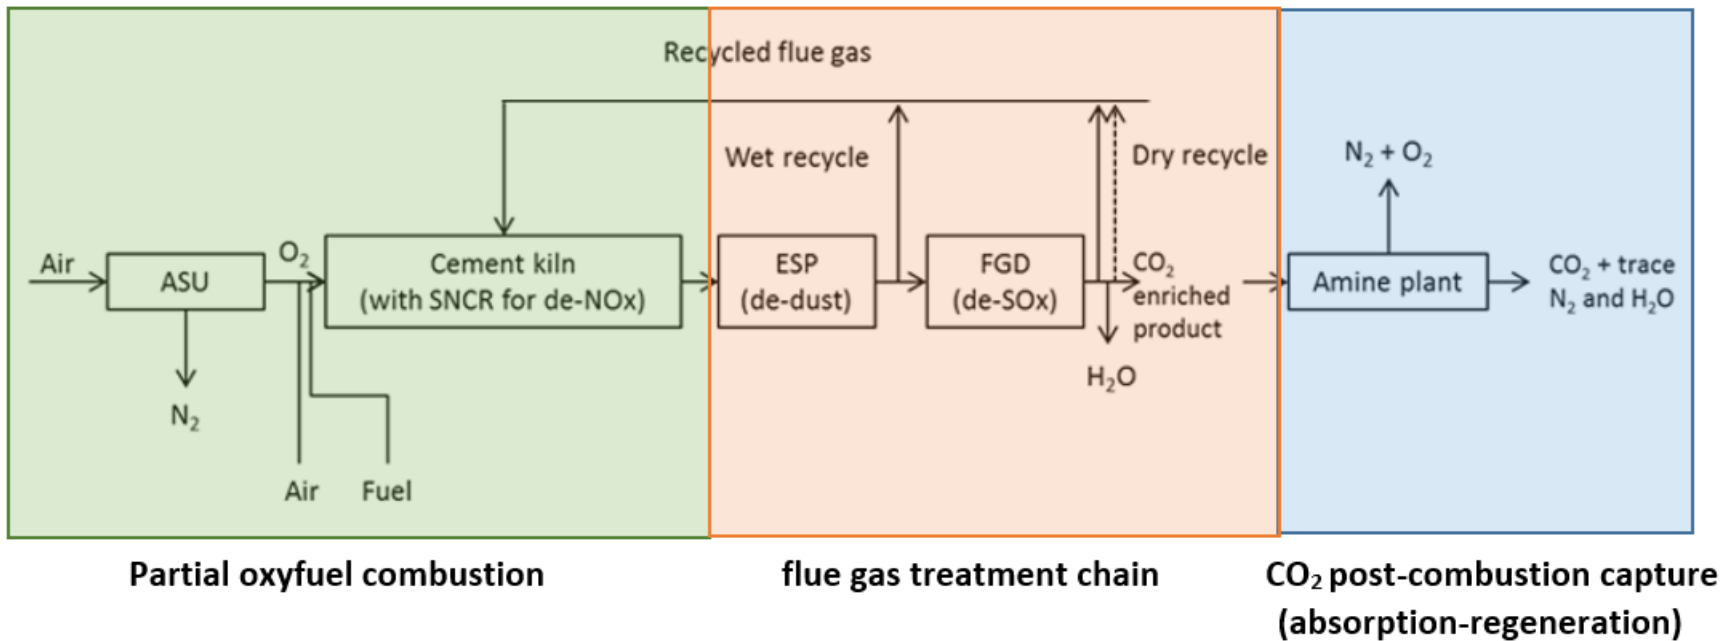 Recycled flue gas
Wet recycle
Dry recycle
N₂ + O₂
Air
ASU
O₂
Cement kiln
(with SNCR for de-NOx)
ESP
(de-dust)
FGD
(de-SOx)
CO₂
enriched
product
Amine plant
CO₂ + trace
N₂ and H₂O
H₂O
N₂
Air
Fuel
Partial oxyfuel combustion
flue gas treatment chain
CO₂ post-combustion capture
(absorption-regeneration)